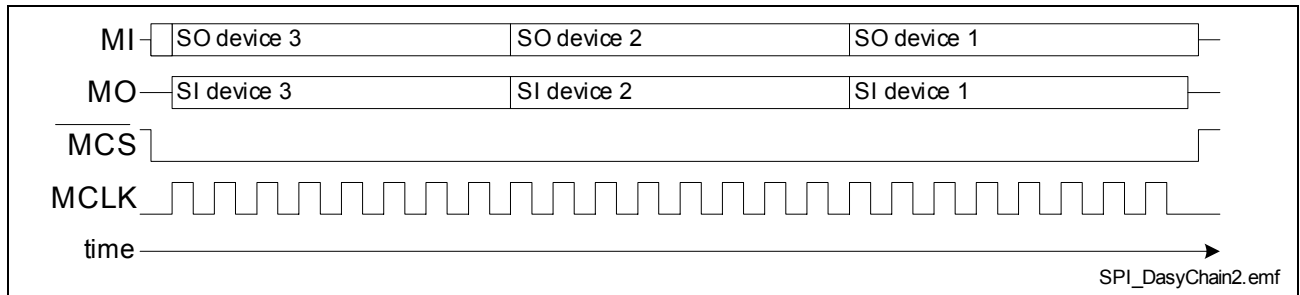 MI SO device 3 SO device 2 SO device 1
MO SI device 3 SI device 2 SI device 1
MCS
MCLK
time
SPI_DasyChain2.emf